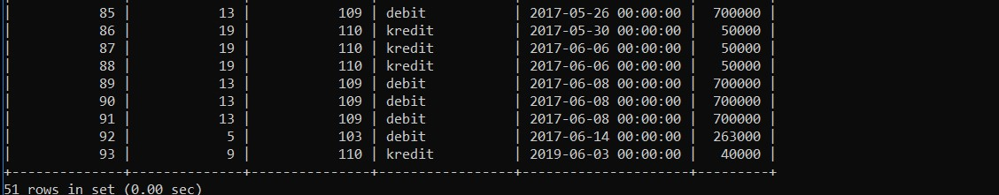 |           85 |           13 |          109 | debit          | 2017-05-26 00:00:00 |  700000 |
|           86 |           19 |          110 | kredit         | 2017-05-30 00:00:00 |   50000 |
|           87 |           19 |          110 | kredit         | 2017-06-06 00:00:00 |   50000 |
|           88 |           19 |          110 | kredit         | 2017-06-06 00:00:00 |   50000 |
|           89 |           13 |          109 | debit          | 2017-06-08 00:00:00 |  700000 |
|           90 |           13 |          109 | debit          | 2017-06-08 00:00:00 |  700000 |
|           91 |           13 |          109 | debit          | 2017-06-08 00:00:00 |  700000 |
|           92 |            5 |          103 | debit          | 2017-06-14 00:00:00 |  263000 |
|           93 |            9 |          110 | kredit         | 2019-06-03 00:00:00 |   40000 |
+--------------+--------------+--------------+----------------+---------------------+---------+
51 rows in set (0.00 sec)